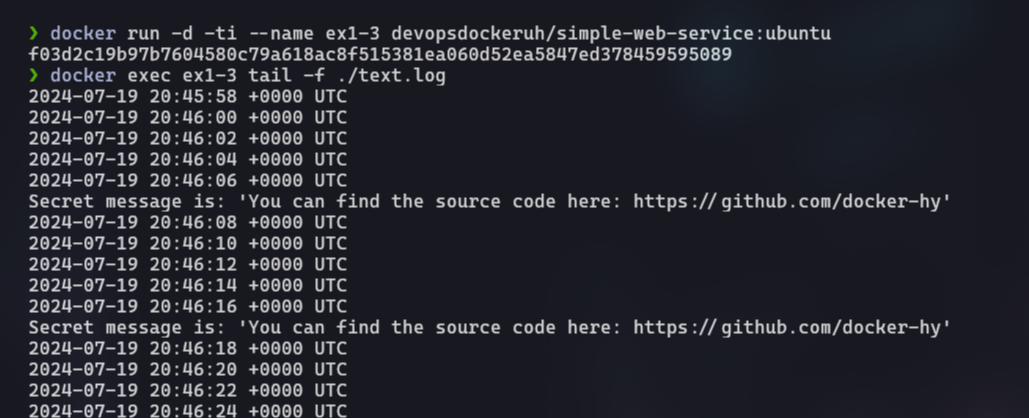 ❯ docker run -d -ti --name ex1-3 devopsdockeruh/simple-web-service:ubuntu
f03d2c19b97b7604580c79a618ac8f515381ea060d52ea5847ed378459595089
❯ docker exec ex1-3 tail -f ./text.log
2024-07-19 20:45:58 +0000 UTC
2024-07-19 20:46:00 +0000 UTC
2024-07-19 20:46:02 +0000 UTC
2024-07-19 20:46:04 +0000 UTC
2024-07-19 20:46:06 +0000 UTC
Secret message is: 'You can find the source code here: https://github.com/docker-hy'
2024-07-19 20:46:08 +0000 UTC
2024-07-19 20:46:10 +0000 UTC
2024-07-19 20:46:12 +0000 UTC
2024-07-19 20:46:14 +0000 UTC
2024-07-19 20:46:16 +0000 UTC
Secret message is: 'You can find the source code here: https://github.com/docker-hy'
2024-07-19 20:46:18 +0000 UTC
2024-07-19 20:46:20 +0000 UTC
2024-07-19 20:46:22 +0000 UTC
2024-07-19 20:46:24 +0000 UTC